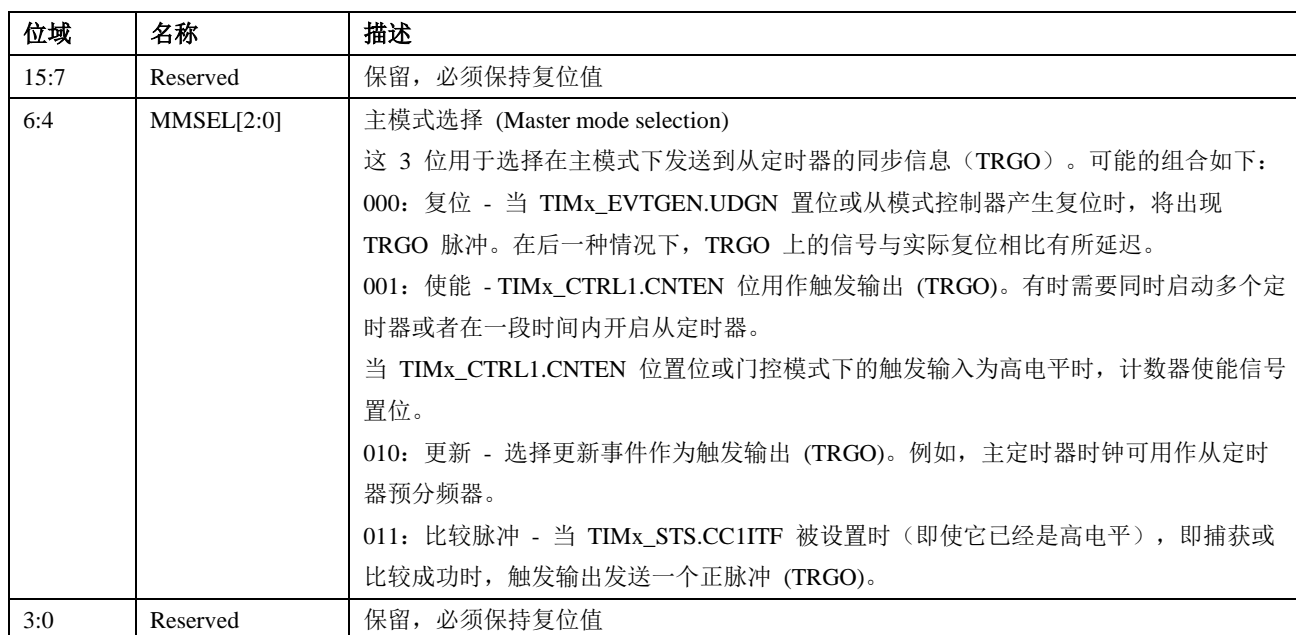 位域 名称 描述
15:7 Reserved 保留，必须保持复位值
6:4 MMSEL[2:0] 主模式选择 (Master mode selection)
这 3 位用于选择在主模式下发送到从定时器的同步信息（TRGO）。可能的组合如下：
000：复位 - 当 TIMx_EVTGEN.UDGN 置位或从模式控制器产生复位时，将出现
TRGO 脉冲。在后一种情况下，TRGO 上的信号与实际复位相比有所延迟。
001：使能 - TIMx_CTRL1.CNTEN 位用作触发输出 (TRGO)。有时需要同时启动多个定
时器或者在一段时间内开启从定时器。
当 TIMx_CTRL1.CNTEN 位置位或门控模式下的触发输入为高电平时，计数器使能信号
置位。
010：更新 - 选择更新事件作为触发输出 (TRGO)。例如，主定时器时钟可用作从定时
器预分频器。
011：比较脉冲 - 当 TIMx_STS.CC1ITF 被设置时（即使它已经是高电平），即捕获或
比较成功时，触发输出发送一个正脉冲 (TRGO)。
3:0 Reserved 保留，必须保持复位值